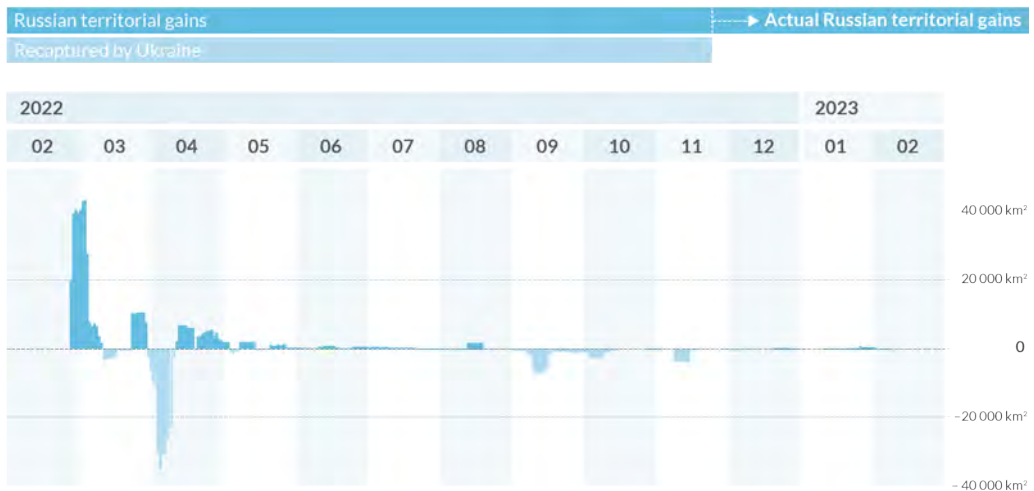 Russian territorial gains
Actual Russian territorial gains
Recaptured by Ukraine
2022 2023
02 03 04 05 06 07 08 09 10 11 12 01 02
40 000 km²
20 000 km²
0
-20 000 km²
- 40 000 km²